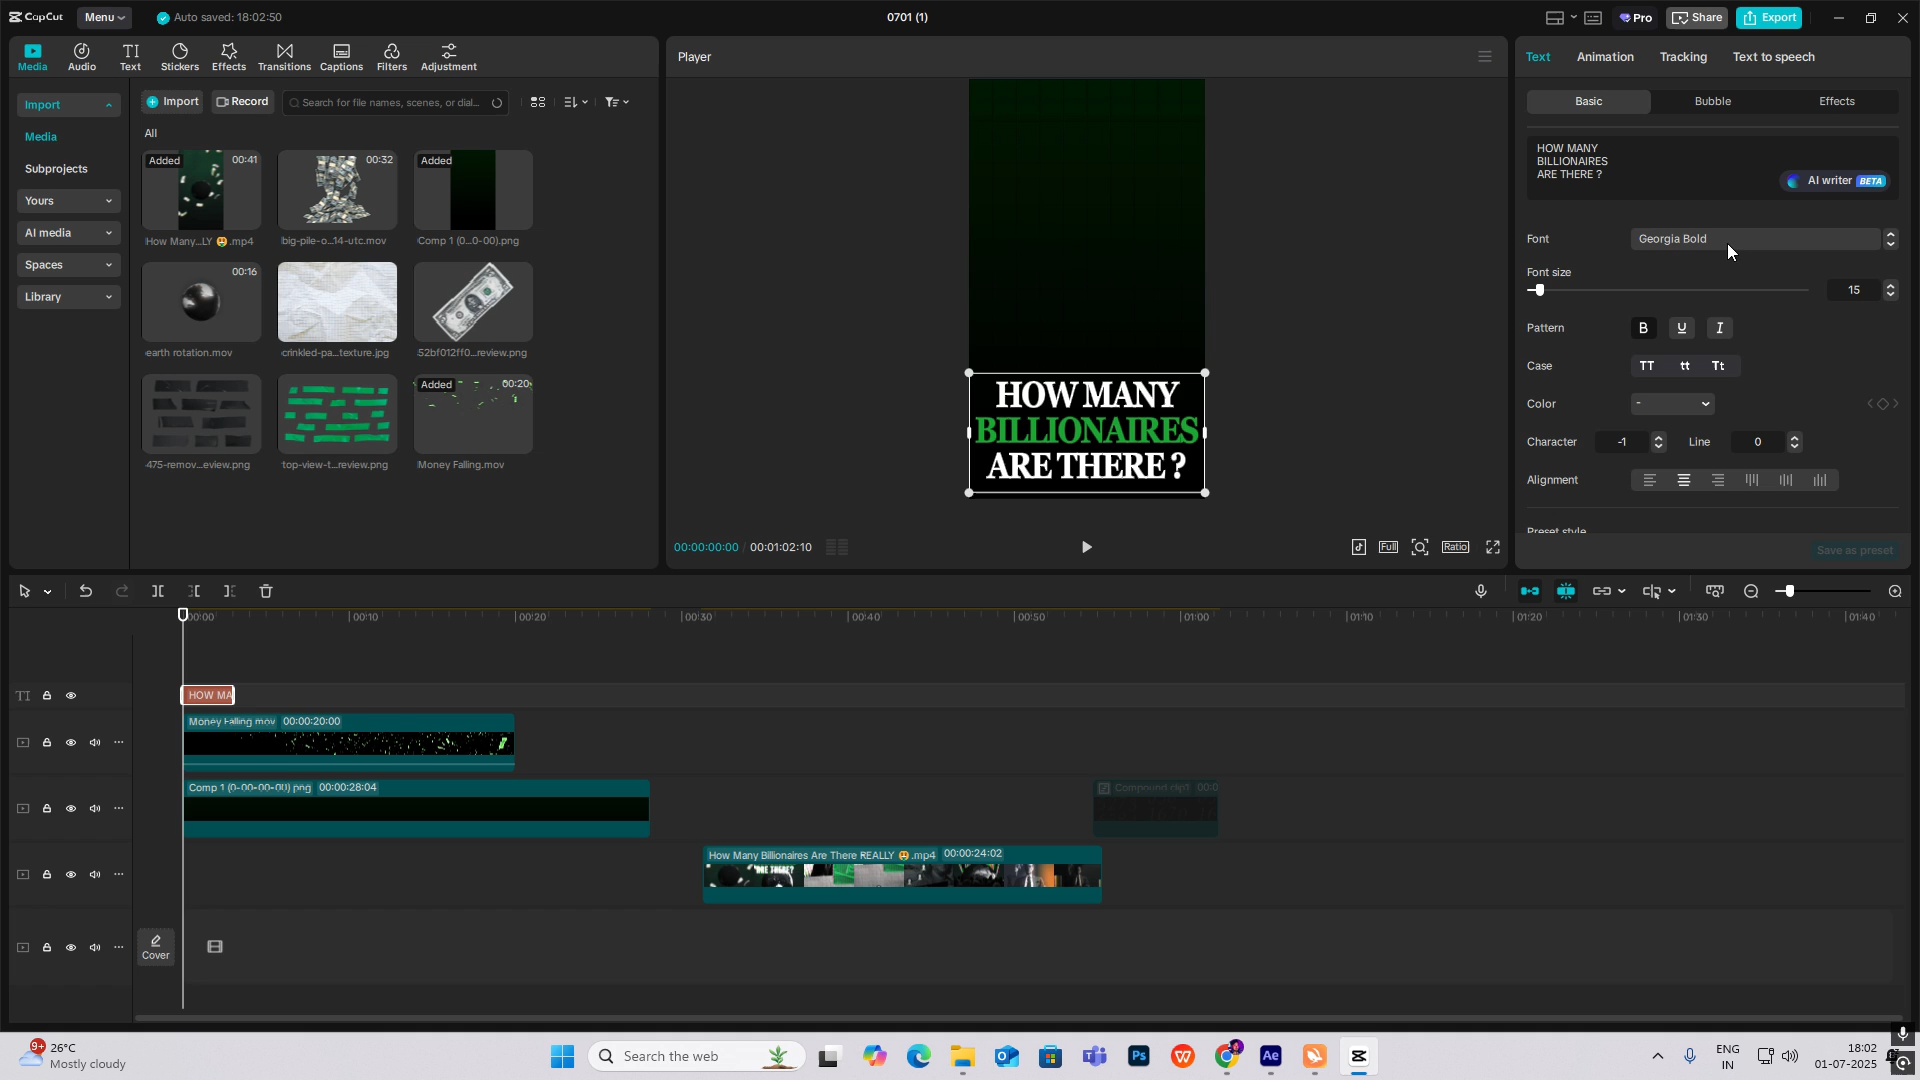 CapCut
Menu
Auto saved: 18:02:50
0701 (1)
Pro
Share
Export
Media
Audio
Text
Stickers
Effects
Transitions
Captions
Filters
Adjustment
Import
Media
Subprojects
Yours
AI media
Spaces
Library
Import
Record
Search for file names, scenes, or dial...
All
Added 00:41
How Many...LY 🤑.mp4
00:32
big-pile-o...14-utc.mov
Added
Comp 1 (0...0-00).png
00:16
earth rotation.mov
crinkled-pa...texture.jpg
52bf012ff0...review.png
475-remov...eview.png
top-view-t...review.png
Added 00:20
Money Falling.mov
Player
HOW MANY
BILLIONAIRES
ARE THERE ?
00:00:00:00 / 00:01:02:10
Full
Ratio
Text
Animation
Tracking
Text to speech
Basic
Bubble
Effects
HOW MANY
BILLIONAIRES
ARE THERE ?
AI writer BETA
Font
Georgia Bold
Font size
15
Pattern
B U I
Case
TT tt Tt
Color
-
Character -1
Line 0
Alignment
Preset style
Save as preset
00:00
00:10
00:20
00:30
00:40
00:50
01:00
01:10
01:20
01:30
01:40
TI
HOW MA
Money Falling.mov 00:00:20:00
Comp 1 (0-00-00-00).png 00:00:28:04
Compound clip1 00:0
How Many Billionaires Are There REALLY 🤑.mp4 00:00:24:02
Cover
9+
26°C
Mostly cloudy
Search the web
Ps
W
Ae
ENG
IN
18:02
01-07-2025